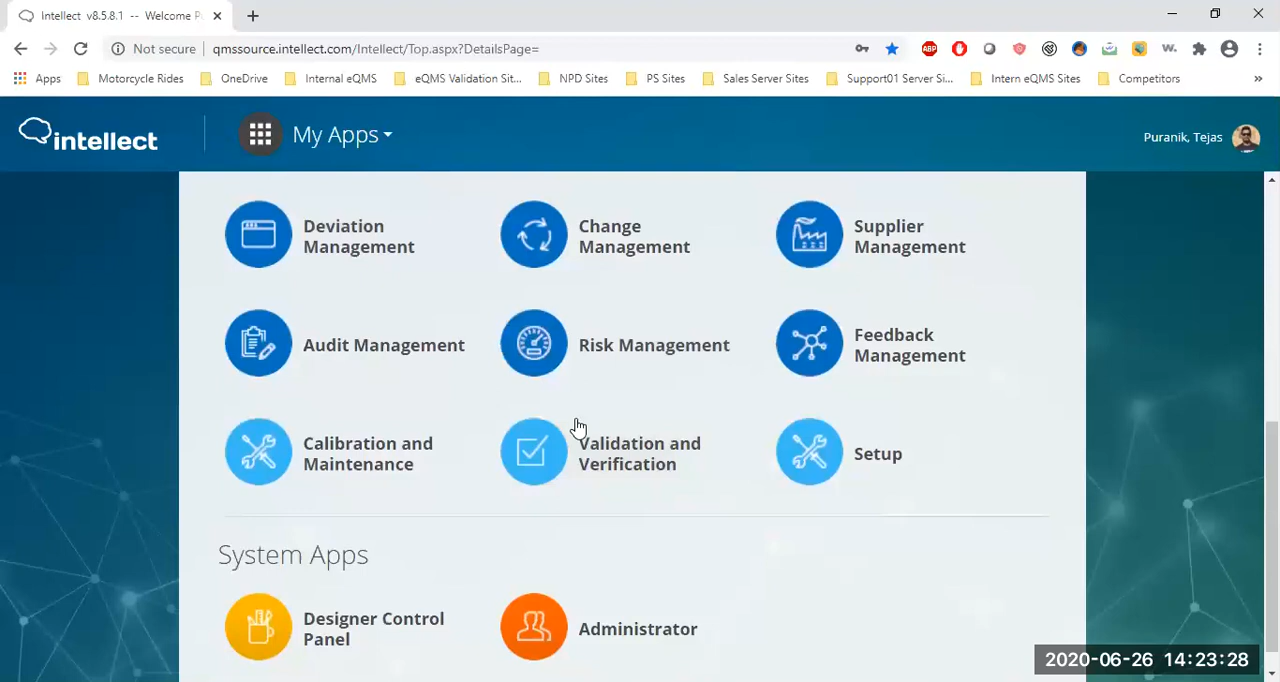 Intellect v8.5.8.1 -- Welcome P
Not secure
qmssource.intellect.com/Intellect/Top.aspx?DetailsPage=
ABP
w.
Apps
Motorcycle Rides
OneDrive
Internal eQMS
eQMS Validation Sit...
NPD Sites
PS Sites
Sales Server Sites
Support01 Server Si...
Intern eQMS Sites
Competitors
»
intellect
My Apps
Puranik, Tejas
Deviation
Management
Change
Management
Supplier
Management
Audit Management
Risk Management
Feedback
Management
Calibration and
Maintenance
Validation and
Verification
Setup
System Apps
Designer Control
Panel
Administrator
2020-06-26 14:23:28